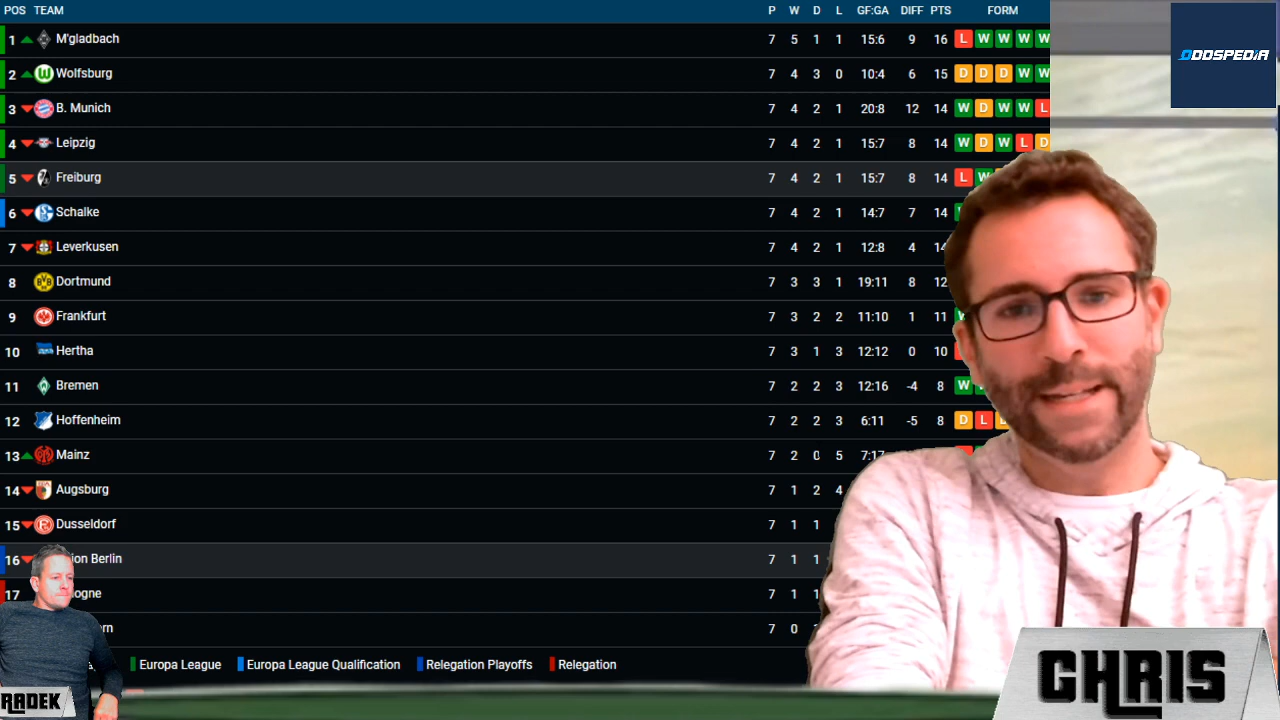 POS TEAM P W D L GF:GA DIFF PTS FORM
ODDSPEDIA
1 M'gladbach 7 5 1 1 15:6 9 16 L W W W W
2 Wolfsburg 7 4 3 0 10:4 6 15 D D D W W
3 B. Munich 7 4 2 1 20:8 12 14 W D W W L
4 Leipzig 7 4 2 1 15:7 8 14 W D W L D
5 Freiburg 7 4 2 1 15:7 8 14 L W
6 Schalke 7 4 2 1 14:7 7 14
7 Leverkusen 7 4 2 1 12:8 4 14
8 Dortmund 7 3 3 1 19:11 8 12
9 Frankfurt 7 3 2 2 11:10 1 11
10 Hertha 7 3 1 3 12:12 0 10
11 Bremen 7 2 2 3 12:16 -4 8 W
12 Hoffenheim 7 2 2 3 6:11 -5 8 D L
13 Mainz 7 2 0 5 7:17
14 Augsburg 7 1 2 4
15 Dusseldorf 7 1 1
16 ion Berlin 7 1 1
17 ogne 7 1 1
rn 7 0
Europa League Europa League Qualification Relegation Playoffs Relegation
RADEK
CHRIS